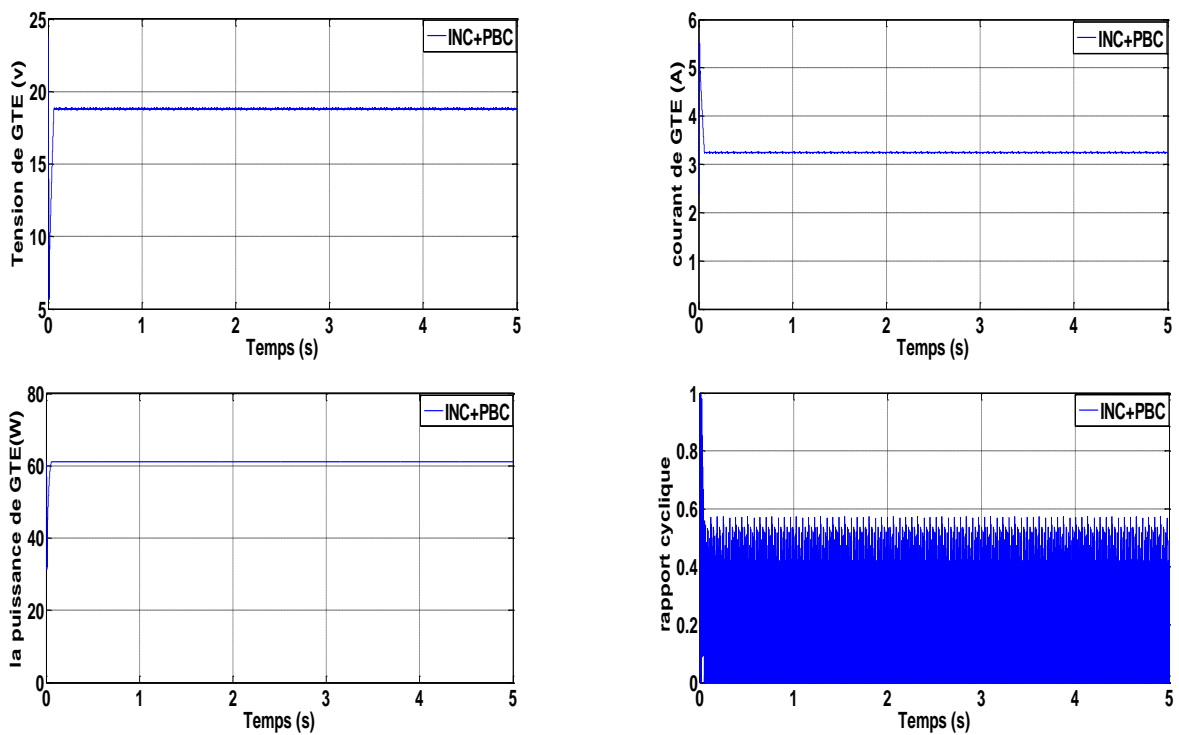 Tension de GTE (v)
25
20
15
10
5
INC+PBC
0 1 2 3 4 5
Temps (s)
courant de GTE (A)
6
5
4
3
2
1
0
INC+PBC
0 1 2 3 4 5
Temps (s)
la puissance de GTE(W)
80
60
40
20
0
INC+PBC
0 1 2 3 4 5
Temps (s)
rapport cyclique
1
0.8
0.6
0.4
0.2
0
INC+PBC
0 1 2 3 4 5
Temps (s)